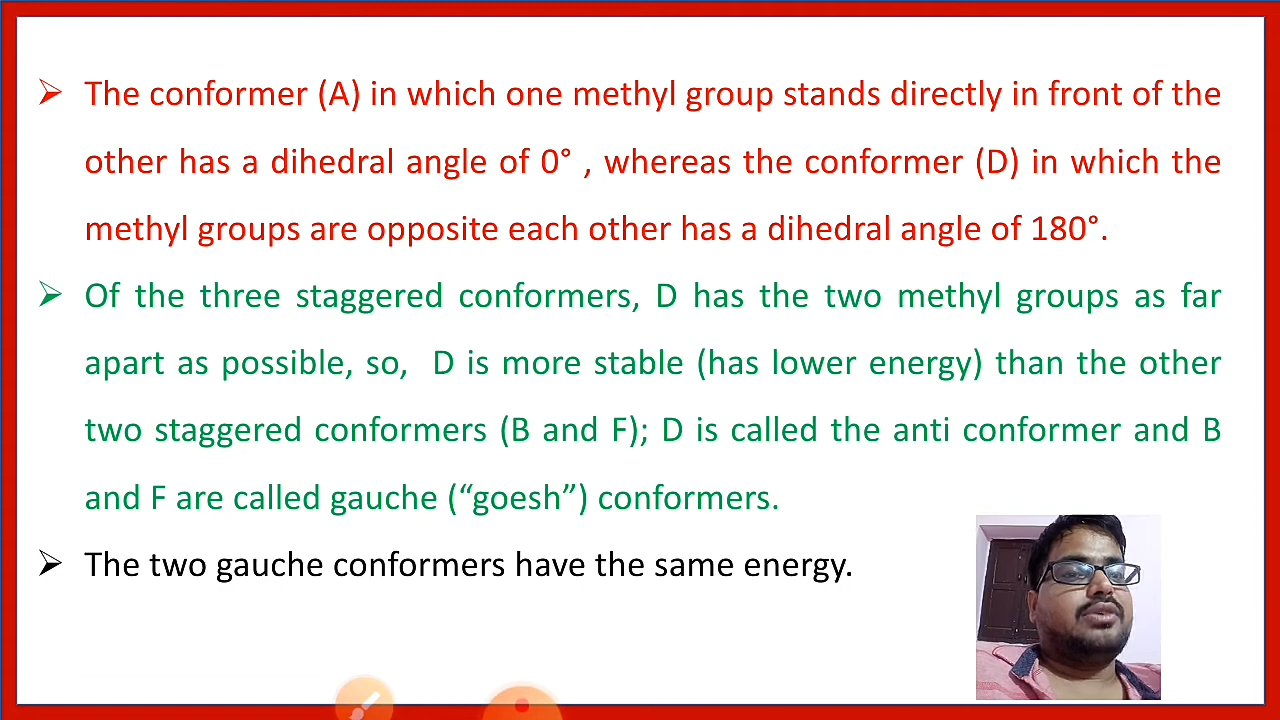 ➢ The conformer (A) in which one methyl group stands directly in front of the
other has a dihedral angle of 0° , whereas the conformer (D) in which the
methyl groups are opposite each other has a dihedral angle of 180°.
➢ Of the three staggered conformers, D has the two methyl groups as far
apart as possible, so, D is more stable (has lower energy) than the other
two staggered conformers (B and F); D is called the anti conformer and B
and F are called gauche (“goesh”) conformers.
➢ The two gauche conformers have the same energy.